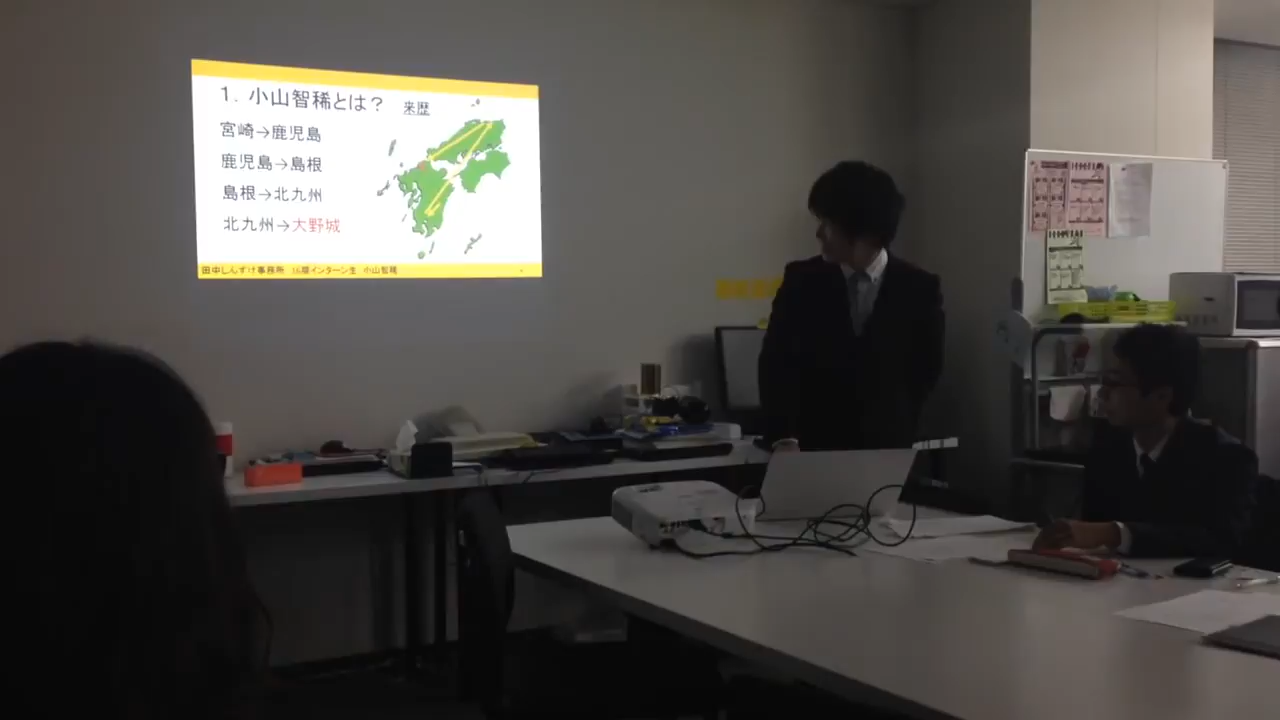 1. 小山智稀とは? 来歴
宮崎→鹿児島
鹿児島→島根
島根→北九州
北九州→大野城
田中しんすけ事務所 16期インターン生 小山智稀